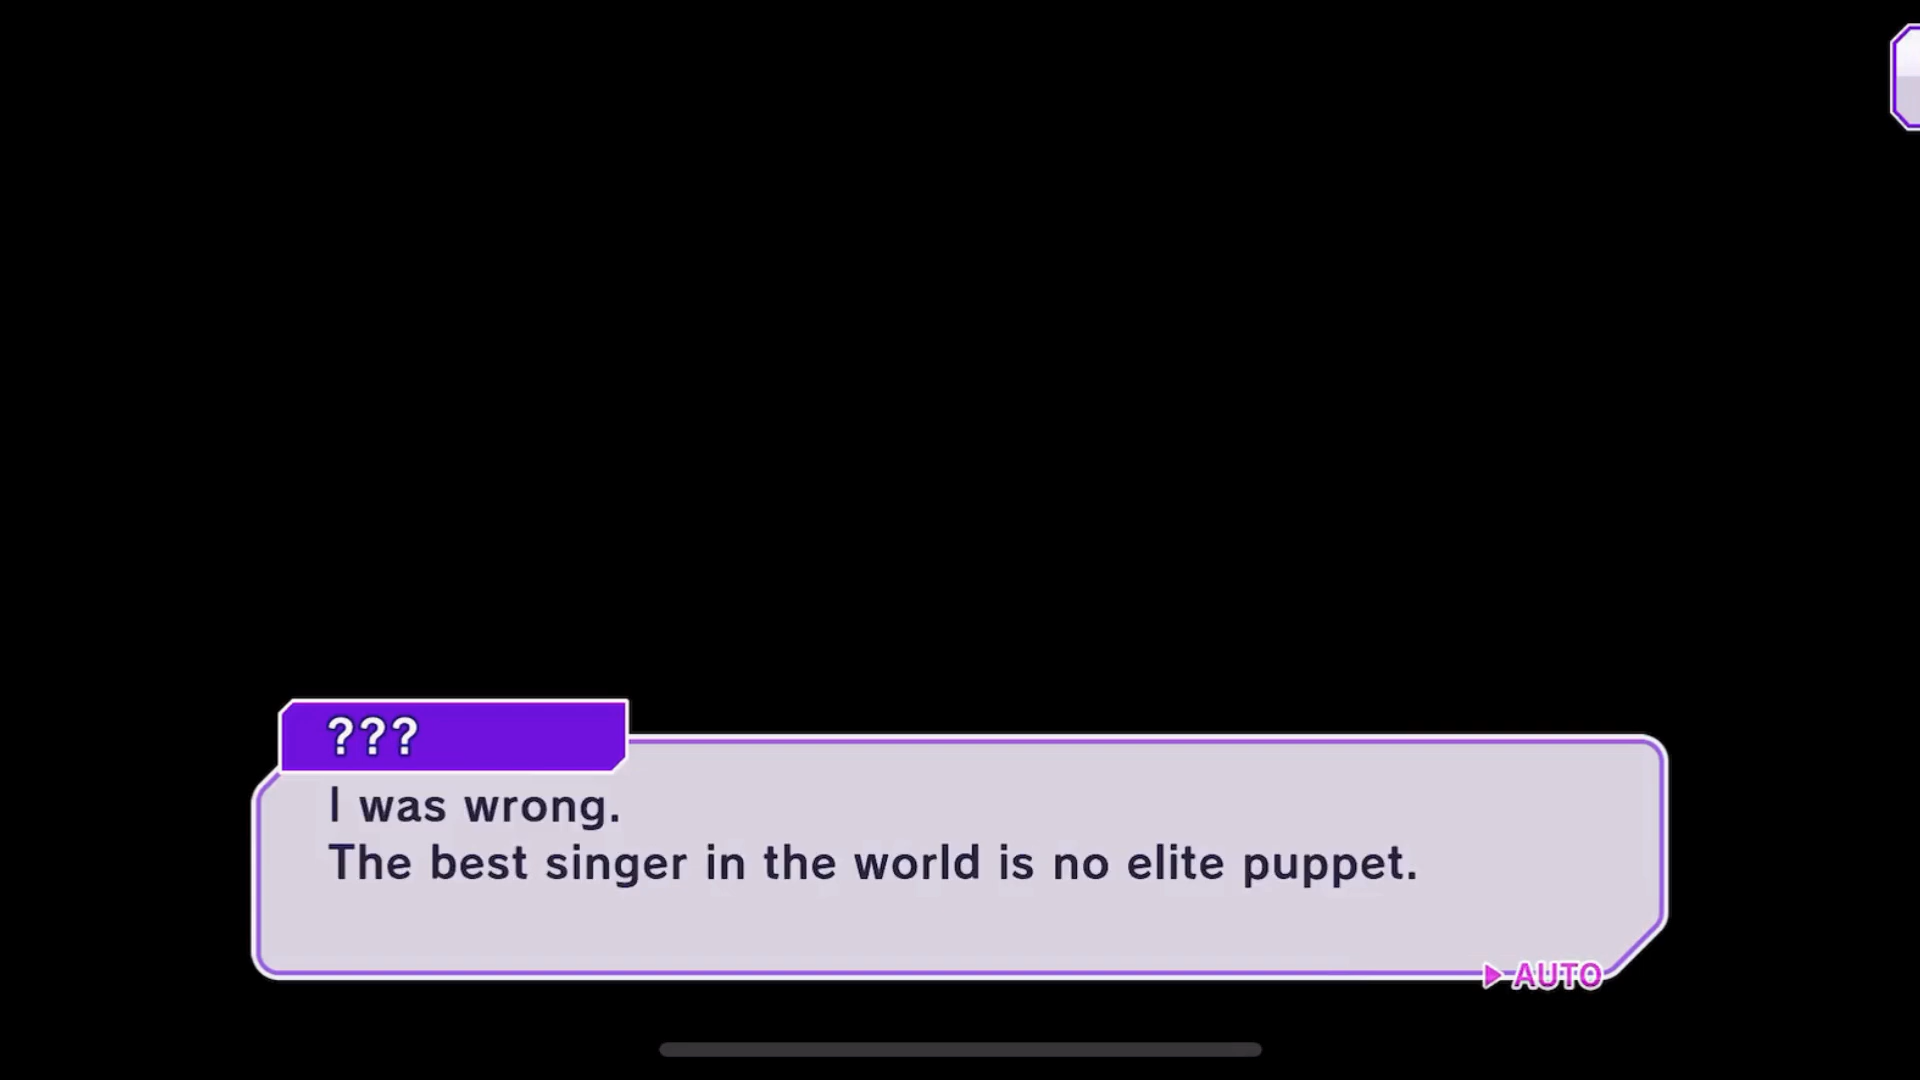 ???
I was wrong.
The best singer in the world is no elite puppet.
AUTO